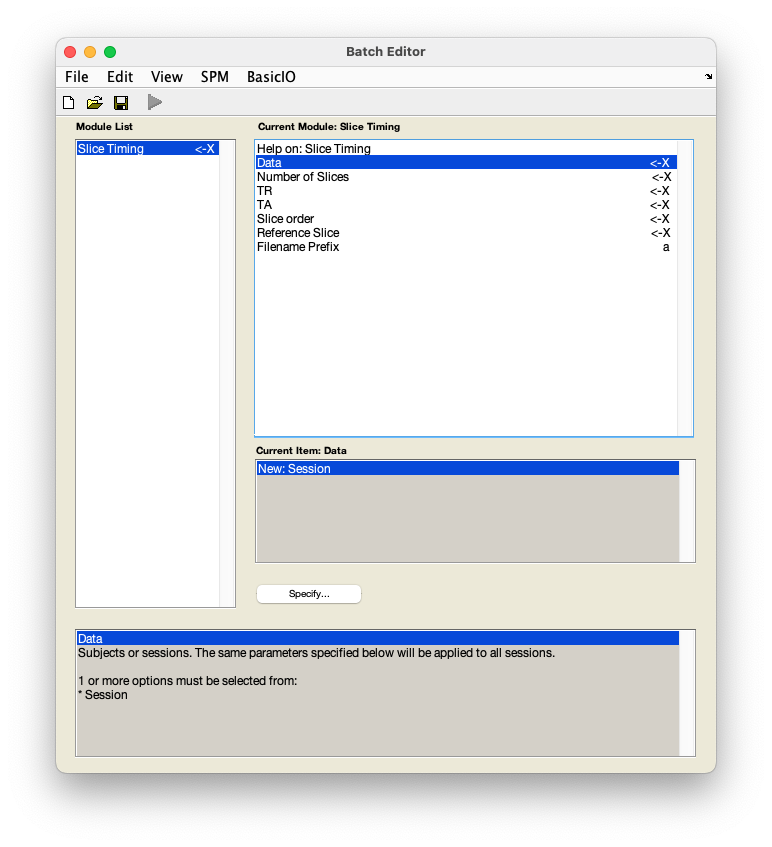 Batch Editor
File Edit View SPM BasicIO
Module List
Slice Timing <-X
Current Module: Slice Timing
Help on: Slice Timing
Data <-X
Number of Slices <-X
TR <-X
TA <-X
Slice order <-X
Reference Slice <-X
Filename Prefix a
Current Item: Data
New: Session
Specify...
Data
Subjects or sessions. The same parameters specified below will be applied to all sessions.
1 or more options must be selected from:
* Session